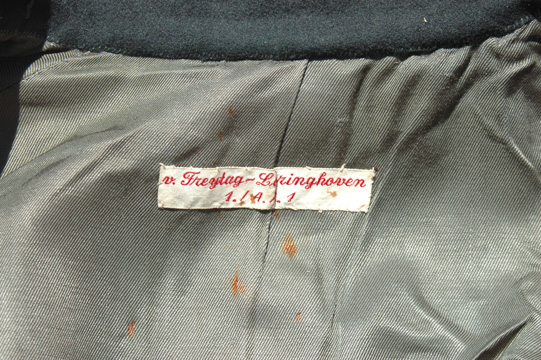 v. Freytag-Loringhoven
1./A.R. 1